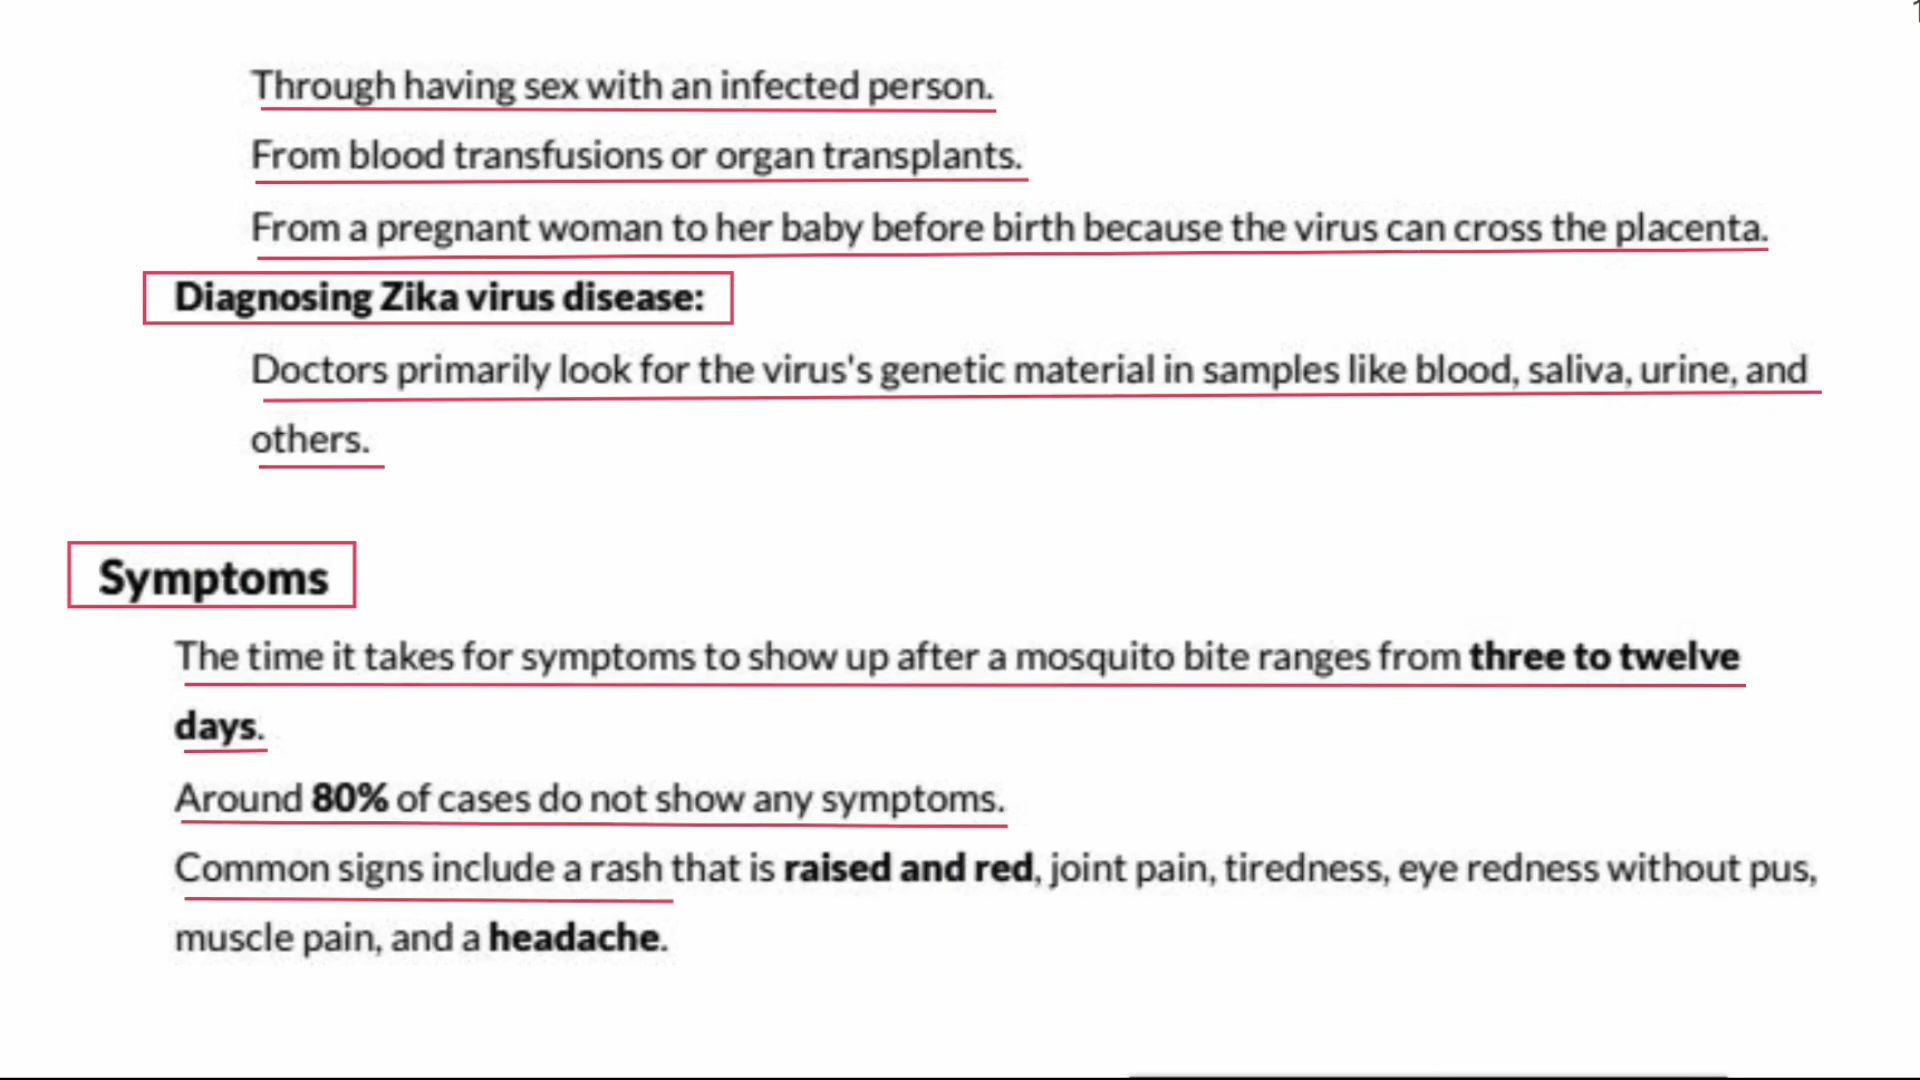 Through having sex with an infected person.
From blood transfusions or organ transplants.
From a pregnant woman to her baby before birth because the virus can cross the placenta.
Diagnosing Zika virus disease:
Doctors primarily look for the virus's genetic material in samples like blood, saliva, urine, and
others.
Symptoms
The time it takes for symptoms to show up after a mosquito bite ranges from three to twelve
days.
Around 80% of cases do not show any symptoms.
Common signs include a rash that is raised and red, joint pain, tiredness, eye redness without pus,
muscle pain, and a headache.